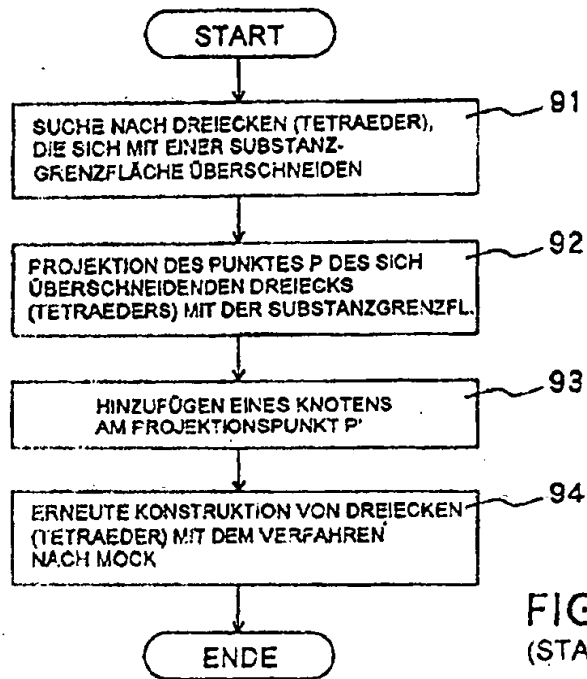 START
SUCHE NACH DREIECKEN (TETRAEDER),
DIE SICH MIT EINER SUBSTANZ-
GRENZFLÄCHE ÜBERSCHNEIDEN
91
PROJEKTION DES PUNKTES P DES SICH
ÜBERSCHNEIDENDEN DREIECKS
(TETRAEDERS) MIT DER SUBSTANZGRENZFL.
92
HINZUFÜGEN EINES KNOTENS
AM PROJEKTIONSPUNKT P'
93
ERNEUTE KONSTRUKTION VON DREIECKEN
(TETRAEDER) MIT DEM VERFAHREN
NACH MOCK
94
ENDE
FIG
(STA